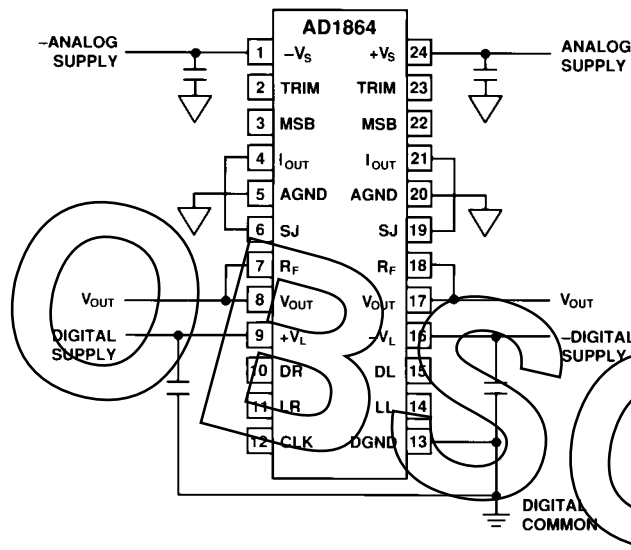 AD1864
–ANALOG
SUPPLY
1 –VS +VS 24
ANALOG
SUPPLY
2 TRIM TRIM 23
3 MSB MSB 22
4 IOUT IOUT 21
5 AGND AGND 20
6 SJ SJ 19
7 RF RF 18
VOUT 8 VOUT VOUT 17 VOUT
DIGITAL
SUPPLY
9 +VL –VL 16
–DIGITAL
SUPPLY
10 DR DL 15
11 LR LL 14
12 CLK DGND 13
DIGITAL
COMMON
OBSO